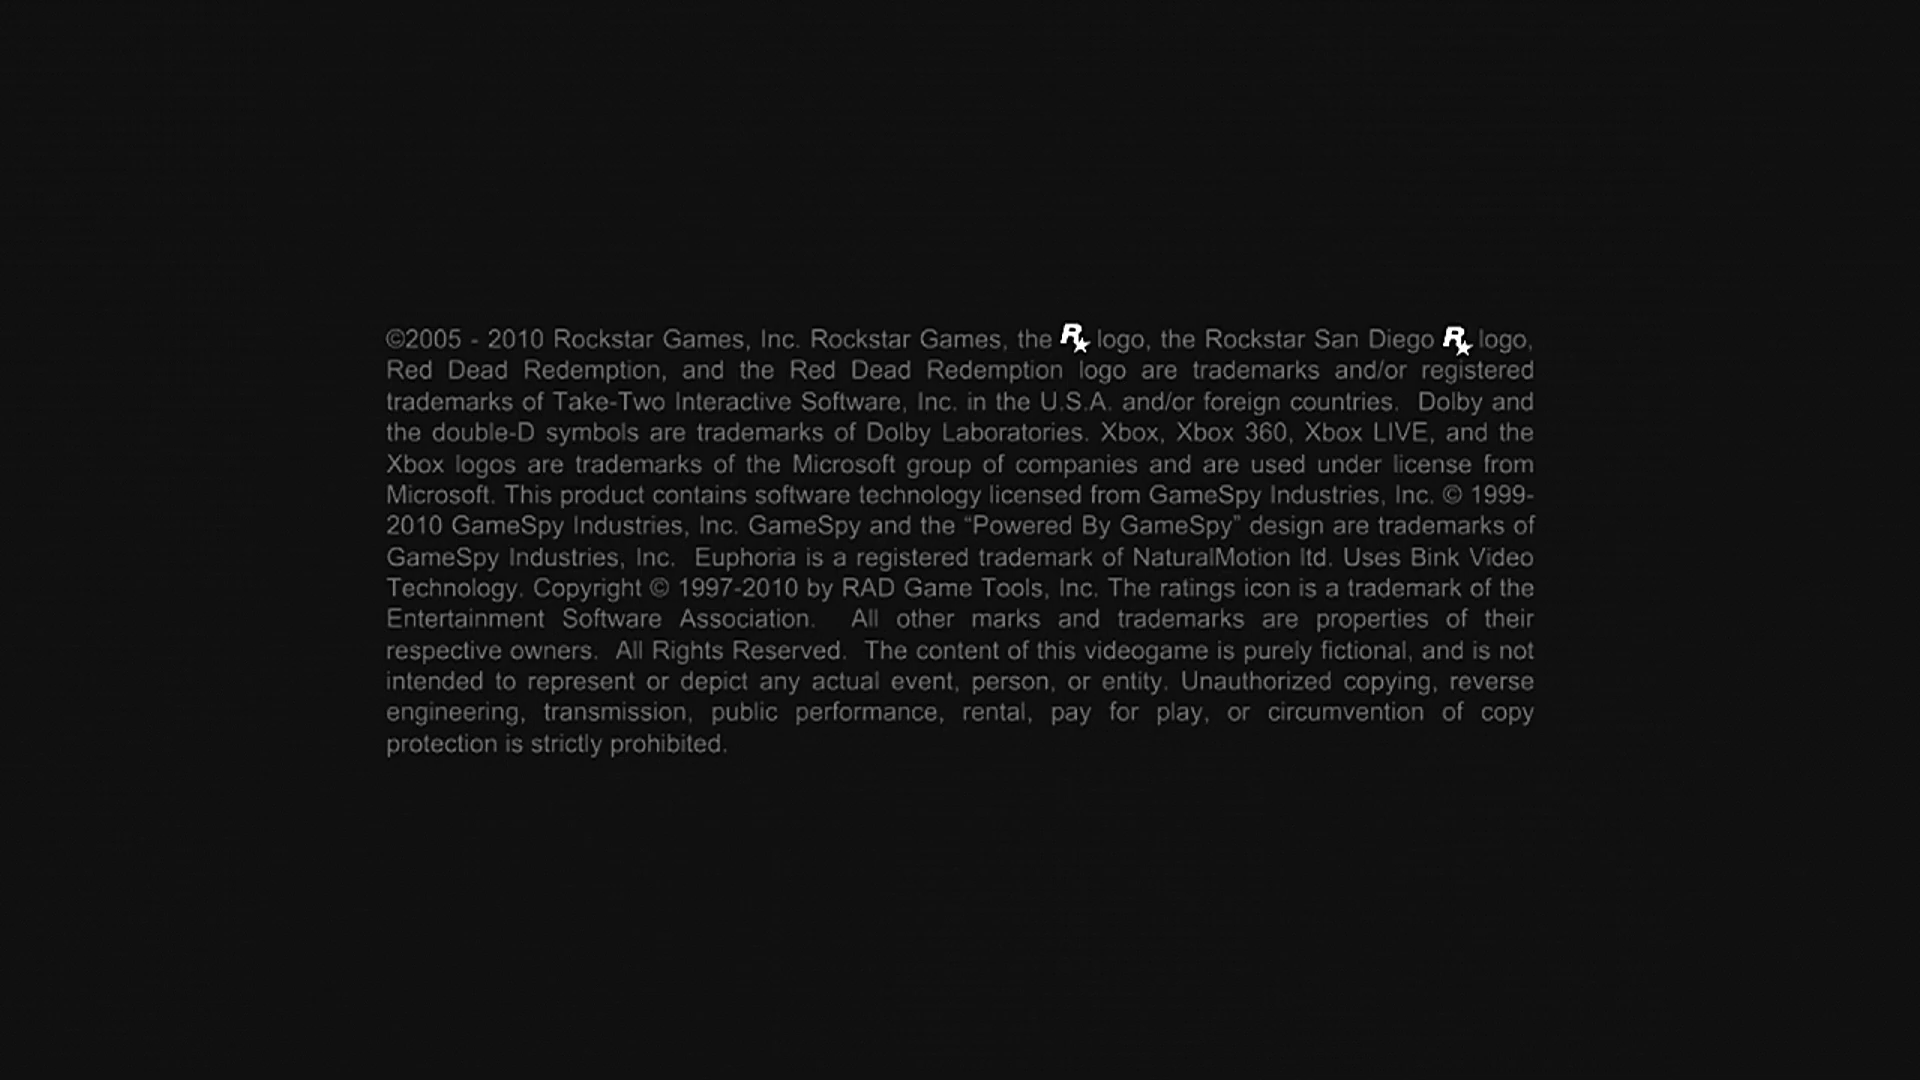 ©2005 - 2010 Rockstar Games, Inc. Rockstar Games, the R logo, the Rockstar San Diego R logo,
Red Dead Redemption, and the Red Dead Redemption logo are trademarks and/or registered
trademarks of Take-Two Interactive Software, Inc. in the U.S.A. and/or foreign countries.  Dolby and
the double-D symbols are trademarks of Dolby Laboratories. Xbox, Xbox 360, Xbox LIVE, and the
Xbox logos are trademarks of the Microsoft group of companies and are used under license from
Microsoft. This product contains software technology licensed from GameSpy Industries, Inc. © 1999-
2010 GameSpy Industries, Inc. GameSpy and the “Powered By GameSpy” design are trademarks of
GameSpy Industries, Inc.  Euphoria is a registered trademark of NaturalMotion ltd. Uses Bink Video
Technology. Copyright © 1997-2010 by RAD Game Tools, Inc. The ratings icon is a trademark of the
Entertainment Software Association.  All other marks and trademarks are properties of their
respective owners.  All Rights Reserved.  The content of this videogame is purely fictional, and is not
intended to represent or depict any actual event, person, or entity. Unauthorized copying, reverse
engineering, transmission, public performance, rental, pay for play, or circumvention of copy
protection is strictly prohibited.